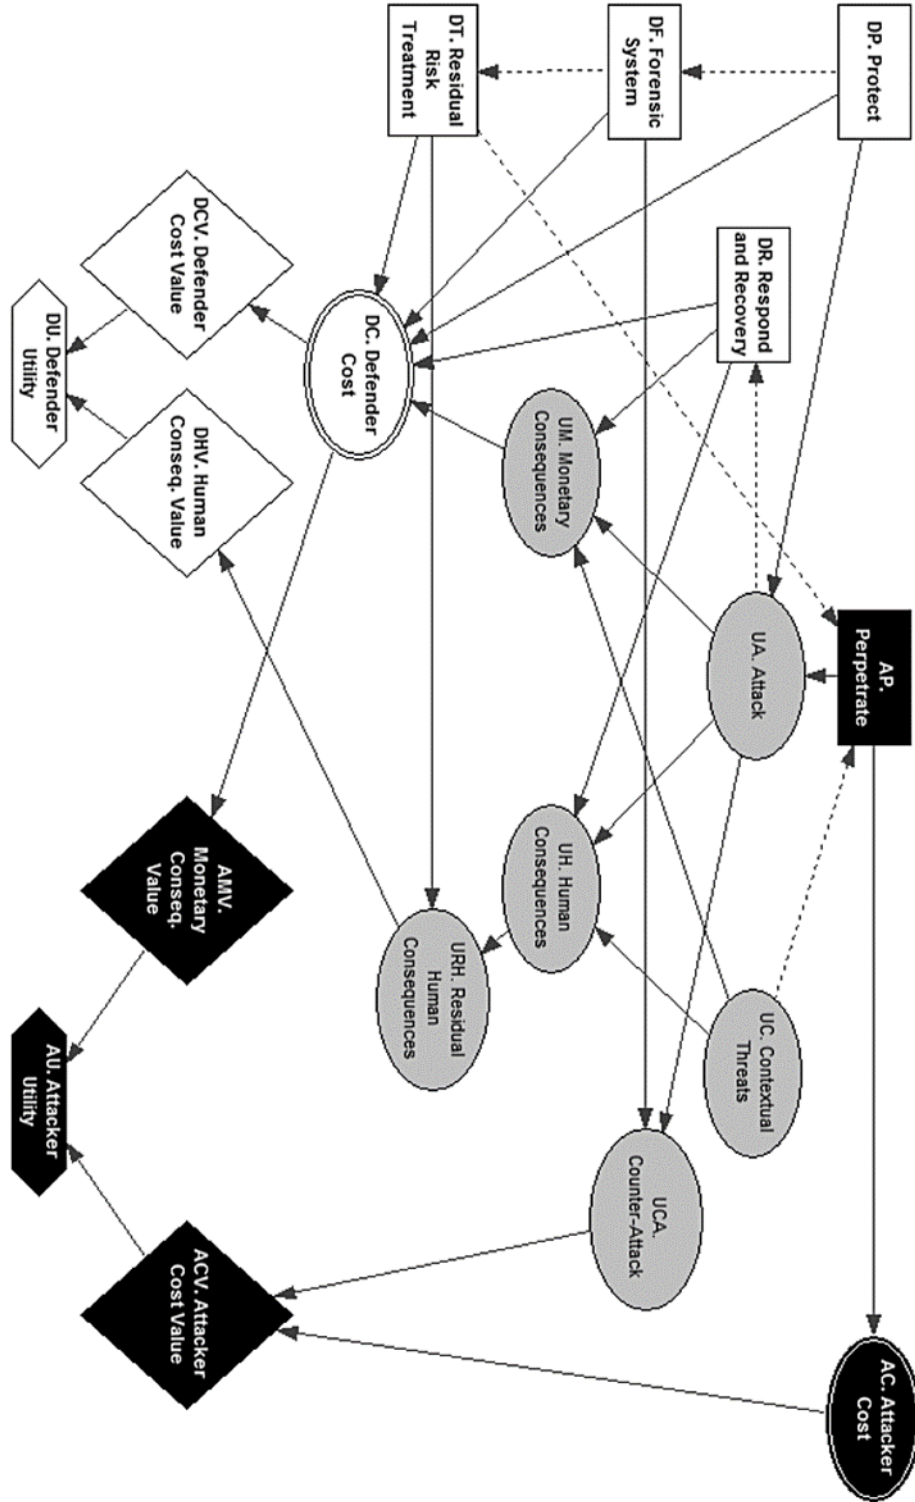 DP. Protect
DF. Forensic
System
DT. Residual
Risk
Treatment
DR. Respond
and Recovery
AP.
Perpetrate
AC. Attacker
Cost
UA. Attack
UC. Contextual
Threats
UCA.
Counter-Attack
UM. Monetary
Consequences
UH. Human
Consequences
URH. Residual
Human
Consequences
DC. Defender
Cost
DCV. Defender
Cost Value
DHV. Human
Conseq. Value
AMV.
Monetary
Conseq.
Value
ACV. Attacker
Cost Value
DU. Defender
Utility
AU. Attacker
Utility